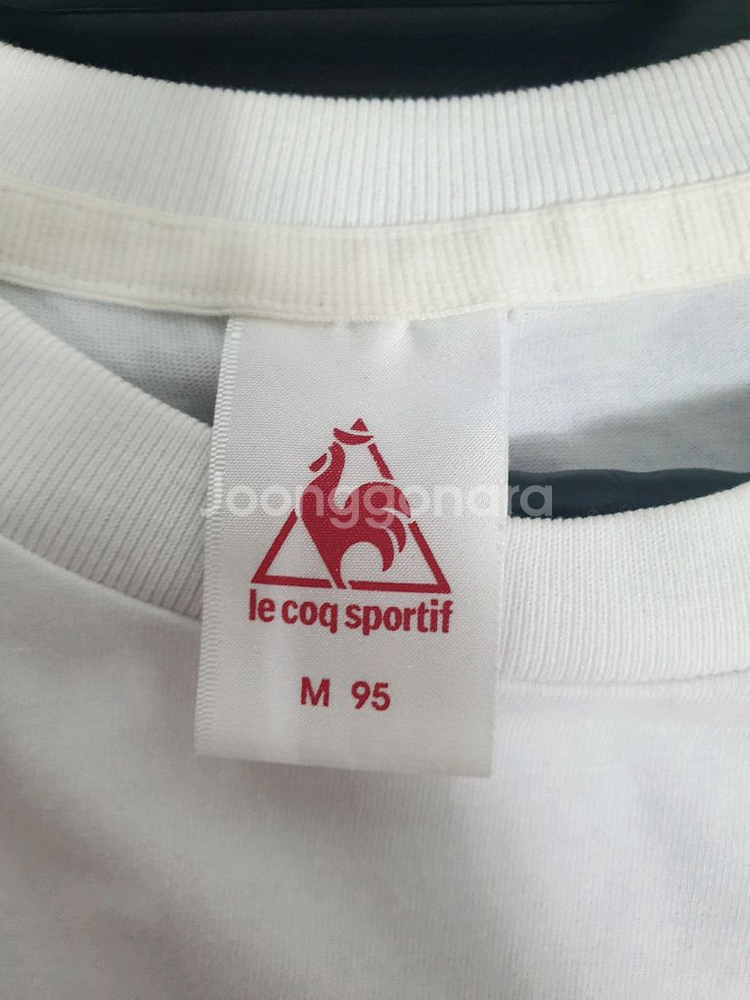 Joonggonara
le coq sportif
M 95